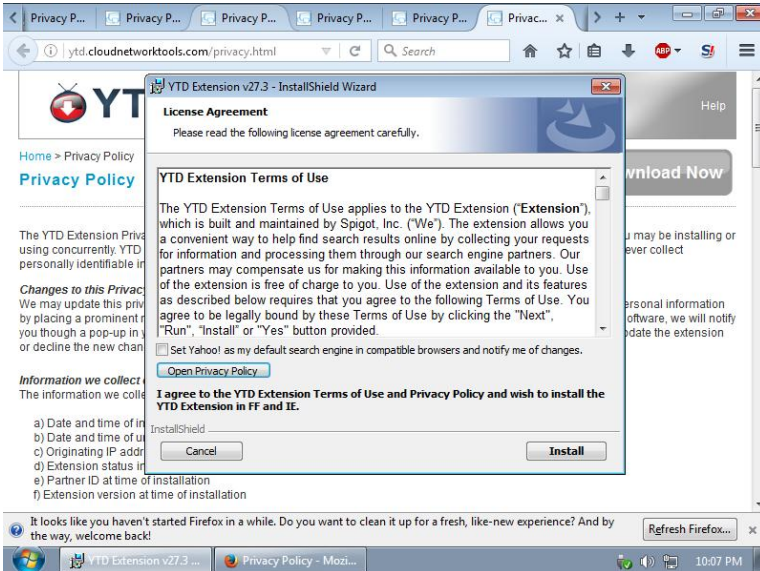 Privacy P... Privacy P... Privacy P... Privacy P... Privacy P... Privac...
ytd.cloudnetworktools.com/privacy.html Search ABP
YT
Help
Home > Privacy Policy
Privacy Policy
wnload Now
The YTD Extension Priva
u may be installing or
using concurrently. YTD
ever collect
personally identifiable in
Changes to this Privac
We may update this priv
ersonal information
by placing a prominent n
oftware, we will notify
you though a pop-up in y
pdate the extension
or decline the new chan
Information we collect
The information we colle
a) Date and time of in
b) Date and time of u
c) Originating IP addr
d) Extension status in
e) Partner ID at time of installation
f) Extension version at time of installation
YTD Extension v27.3 - InstallShield Wizard
License Agreement
Please read the following license agreement carefully.
YTD Extension Terms of Use
The YTD Extension Terms of Use applies to the YTD Extension (“Extension”),
which is built and maintained by Spigot, Inc. (“We”). The extension allows you
a convenient way to help find search results online by collecting your requests
for information and processing them through our search engine partners. Our
partners may compensate us for making this information available to you. Use
of the extension is free of charge to you. Use of the extension and its features
as described below requires that you agree to the following Terms of Use. You
agree to be legally bound by these Terms of Use by clicking the "Next",
"Run", “Install” or "Yes" button provided.
Set Yahoo! as my default search engine in compatible browsers and notify me of changes.
Open Privacy Policy
I agree to the YTD Extension Terms of Use and Privacy Policy and wish to install the
YTD Extension in FF and IE.
InstallShield
Cancel
Install
It looks like you haven't started Firefox in a while. Do you want to clean it up for a fresh, like-new experience? And by
the way, welcome back!
Refresh Firefox...
YTD Extension v27.3 ... Privacy Policy - Mozi... 10:07 PM